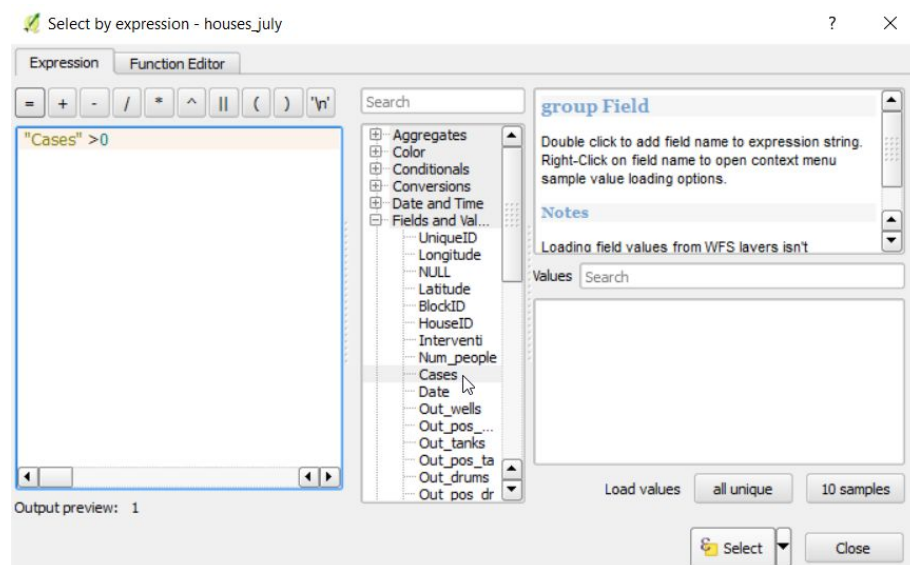 Select by expression - houses_july
? ×
Expression Function Editor
= + - / * ^ || ( ) '\n'
"Cases" >0
Output preview: 1
Search
Aggregates
Color
Conditionals
Conversions
Date and Time
Fields and Val...
UniqueID
Longitude
NULL
Latitude
BlockID
HouseID
Interventi
Num_people
Cases
Date
Out_wells
Out_pos_...
Out_tanks
Out_pos_ta
Out_drums
Out_pos_dr
group Field
Double click to add field name to expression string.
Right-Click on field name to open context menu
sample value loading options.
Notes
Loading field values from WFS layers isn't
Values Search
Load values all unique 10 samples
Select Close